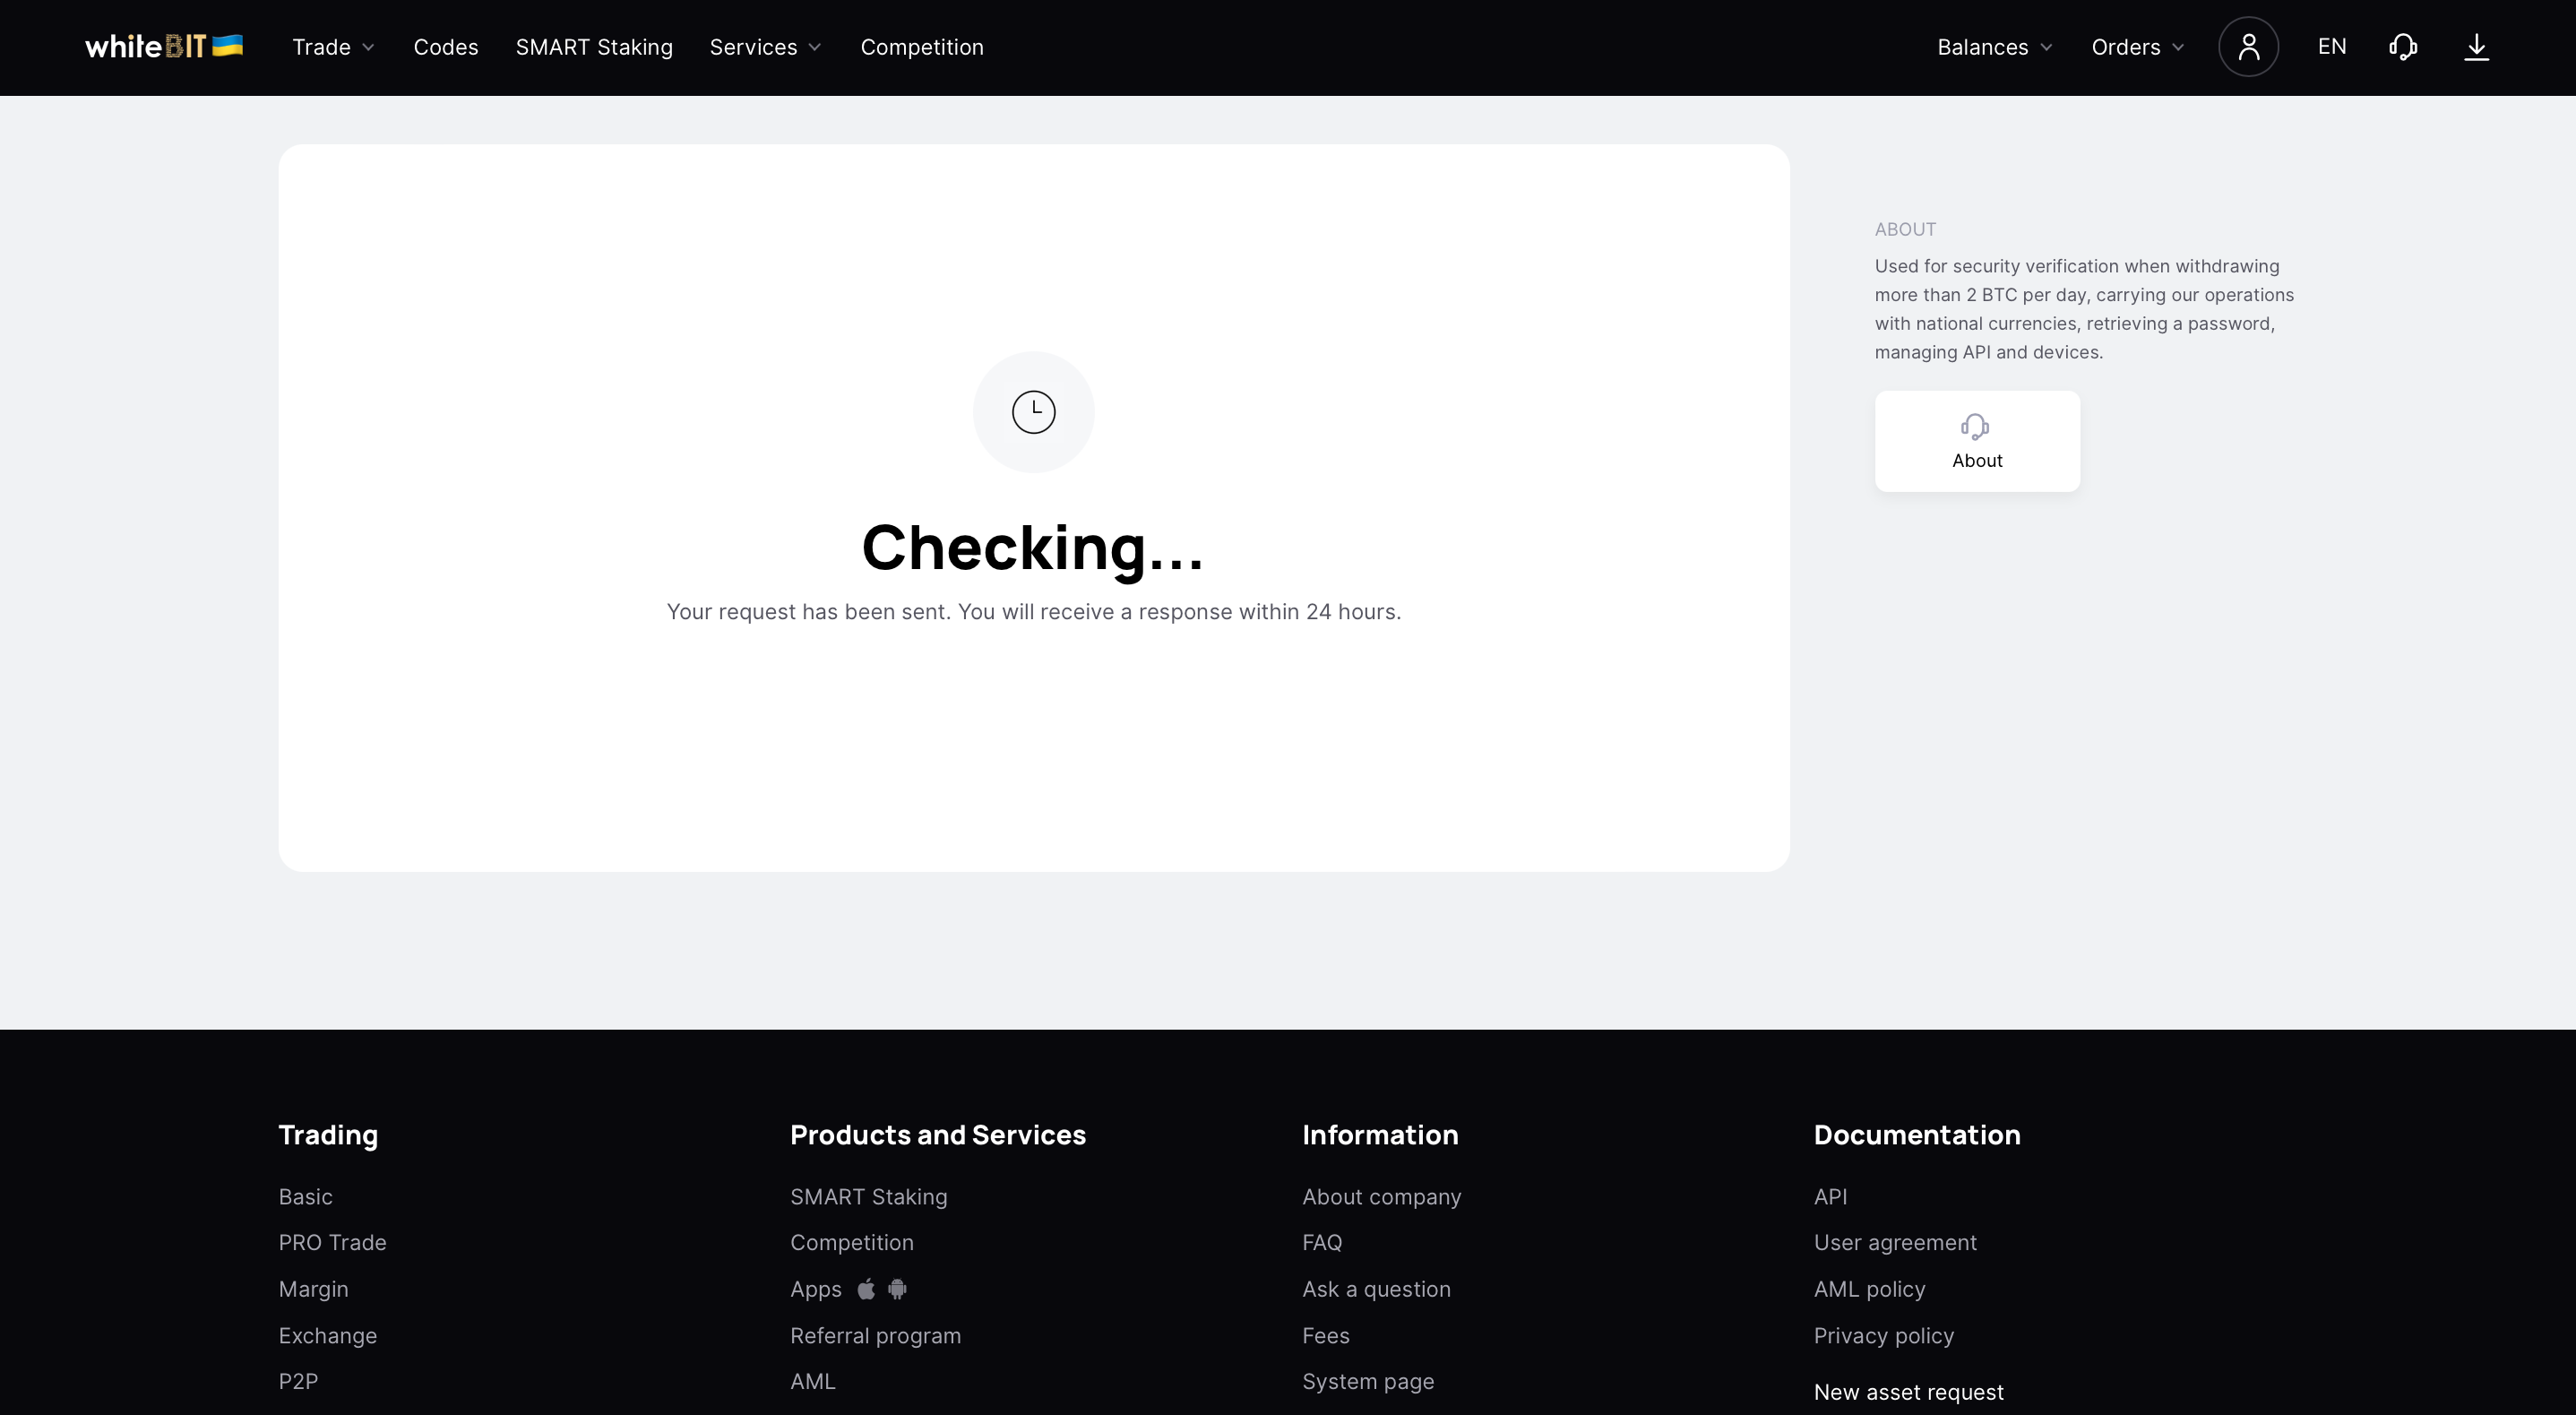 whiteBIT
Trade
Codes
SMART Staking
Services
Competition
Balances
Orders
EN
Checking...
Your request has been sent. You will receive a response within 24 hours.
ABOUT
Used for security verification when withdrawing
more than 2 BTC per day, carrying our operations
with national currencies, retrieving a password,
managing API and devices.
About
Trading
Basic
PRO Trade
Margin
Exchange
P2P
Products and Services
SMART Staking
Competition
Apps
Referral program
AML
Information
About company
FAQ
Ask a question
Fees
System page
Documentation
API
User agreement
AML policy
Privacy policy
New asset request